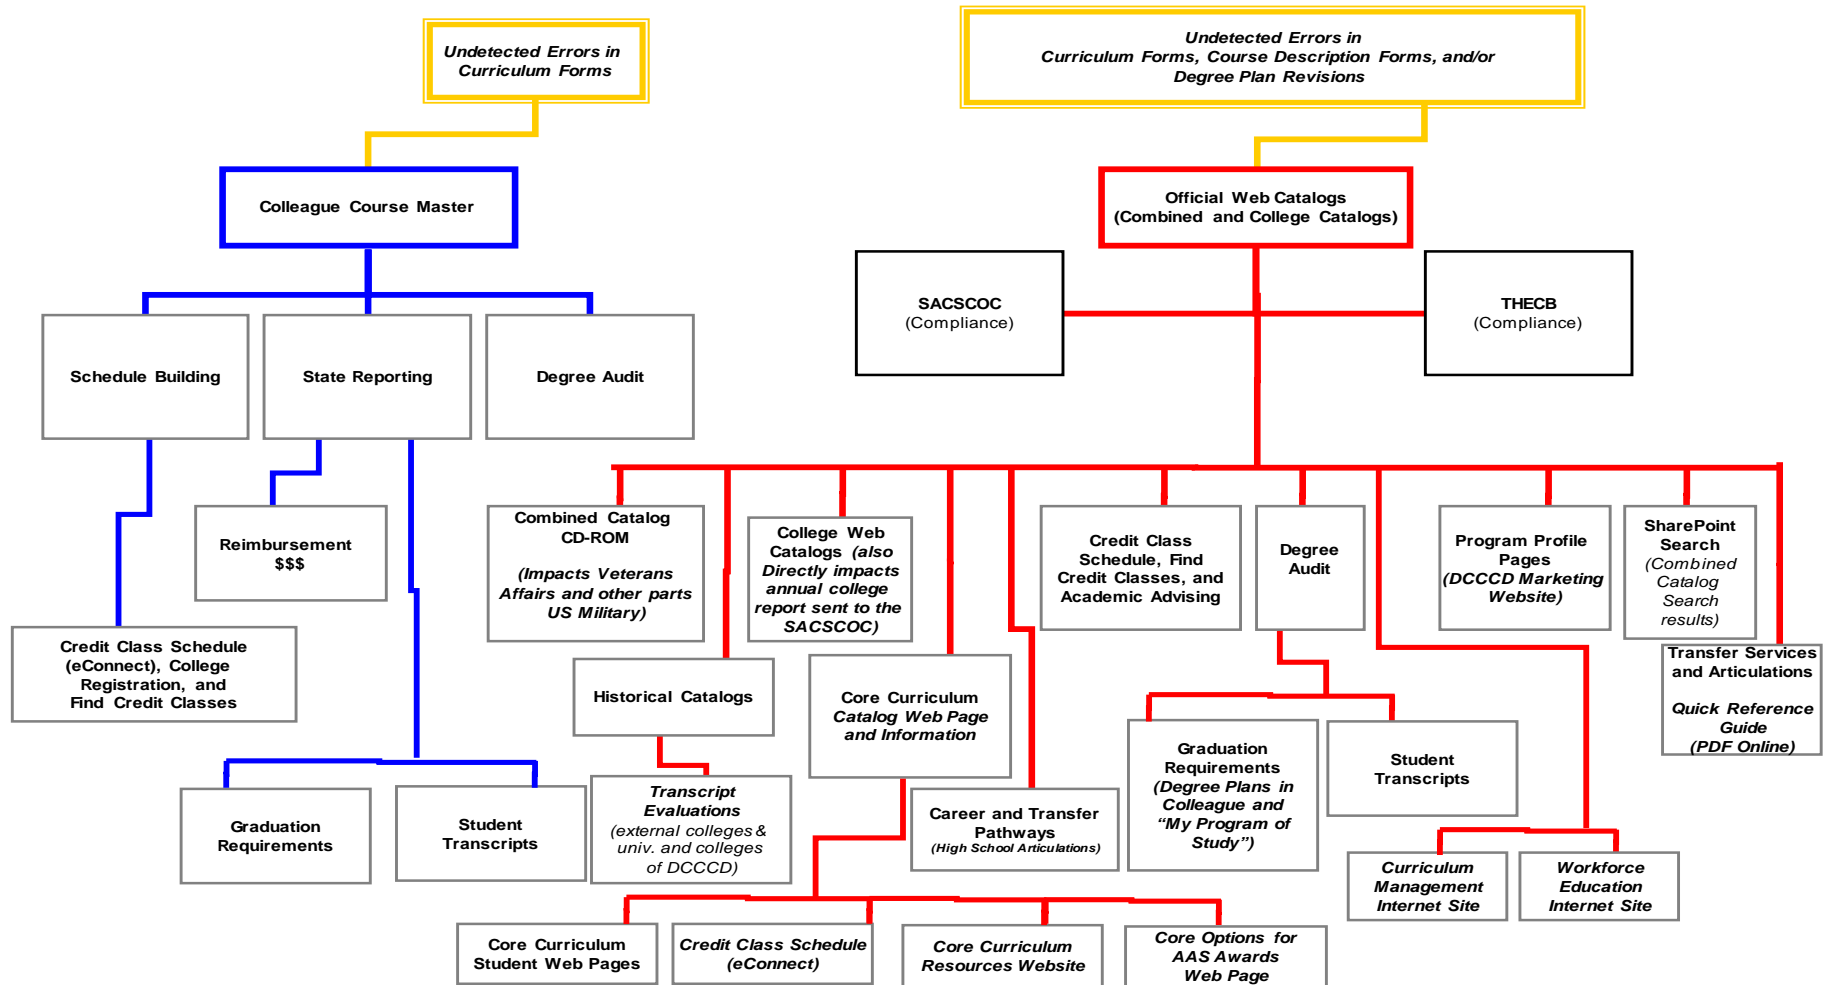 Undetected Errors in
Curriculum Forms
Undetected Errors in
Curriculum Forms, Course Description Forms, and/or
Degree Plan Revisions
Colleague Course Master
Official Web Catalogs
(Combined and College Catalogs)
SACSCOC
(Compliance)
THECB
(Compliance)
Schedule Building
State Reporting
Degree Audit
Reimbursement
$$$
Credit Class Schedule
(eConnect), College
Registration, and
Find Credit Classes
Graduation
Requirements
Student
Transcripts
Combined Catalog
CD-ROM
(Impacts Veterans
Affairs and other parts
US Military)
College Web
Catalogs (also
Directly impacts
annual college
report sent to the
SACSCOC)
Credit Class
Schedule, Find
Credit Classes, and
Academic Advising
Degree
Audit
Program Profile
Pages
(DCCCD Marketing
Website)
SharePoint
Search
(Combined
Catalog
Search
results)
Transfer Services
and Articulations
Quick Reference
Guide
(PDF Online)
Historical Catalogs
Core Curriculum
Catalog Web Page
and Information
Transcript
Evaluations
(external colleges &
univ. and colleges
of DCCCD)
Career and Transfer
Pathways
(High School Articulations)
Graduation
Requirements
(Degree Plans in
Colleague and
“My Program of
Study”)
Student
Transcripts
Curriculum
Management
Internet Site
Workforce
Education
Internet Site
Core Curriculum
Student Web Pages
Credit Class Schedule
(eConnect)
Core Curriculum
Resources Website
Core Options for
AAS Awards
Web Page